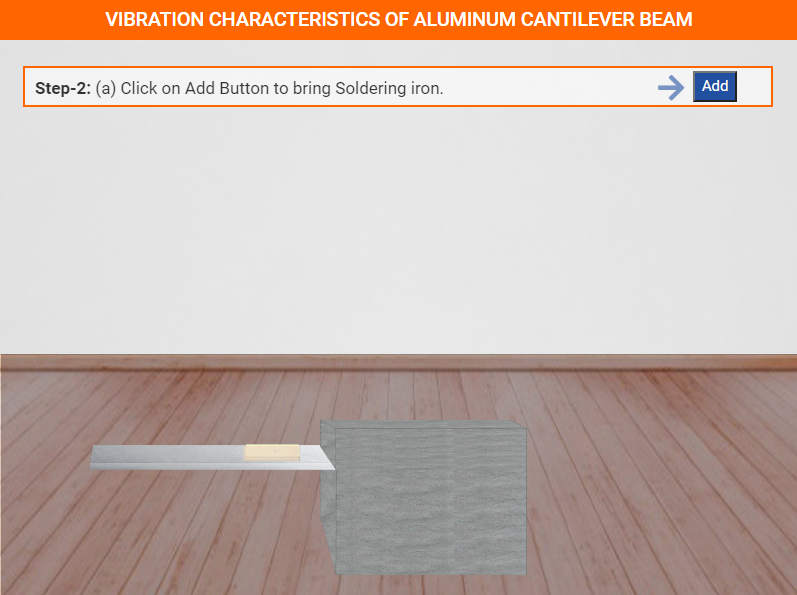 VIBRATION CHARACTERISTICS OF ALUMINUM CANTILEVER BEAM
Step-2: (a) Click on Add Button to bring Soldering iron.
Add